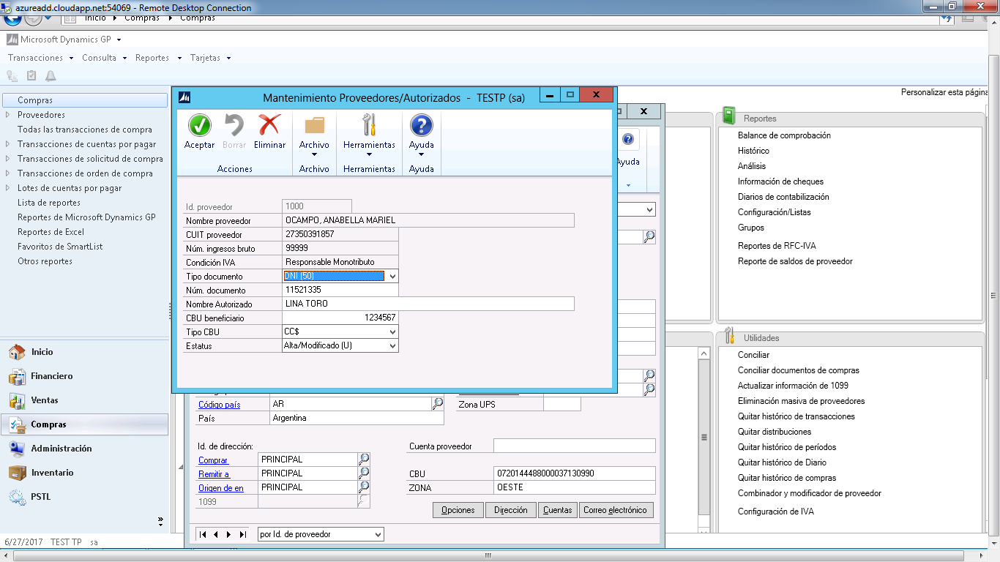 azureadd.cloudapp.net:54069 - Remote Desktop Connection
Inicio Compras Compras
Microsoft Dynamics GP
Transacciones Consulta Reportes Tarjetas
Personalizar esta página
Compras
Proveedores
Todas las transacciones de compra
Transacciones de cuentas por pagar
Transacciones de solicitud de compra
Transacciones de orden de compra
Lotes de cuentas por pagar
Lista de reportes
Reportes de Microsoft Dynamics GP
Reportes de Excel
Favoritos de SmartList
Otros reportes
Inicio
Financiero
Ventas
Compras
Administración
Inventario
PSTL
6/27/2017 TEST TP sa
Mantenimiento Proveedores/Autorizados - TESTP (sa)
Aceptar Borrar Eliminar Archivo Herramientas Ayuda
Acciones Archivo Herramientas Ayuda
Id. proveedor 1000
Nombre proveedor OCAMPO, ANABELLA MARIEL
CUIT proveedor 27350391857
Núm. ingresos bruto 99999
Condición IVA Responsable Monotributo
Tipo documento DNI (50)
Núm. documento 11521335
Nombre Autorizado LINA TORO
CBU beneficiario 1234567
Tipo CBU CC$
Estatus Alta/Modificado (U)
Ayuda
Código país AR Zona UPS
País Argentina
Id. de dirección: Cuenta proveedor
Comprar PRINCIPAL
Remitir a PRINCIPAL CBU 0720144488000037130990
Origen de en PRINCIPAL ZONA OESTE
1099
Opciones Dirección Cuentas Correo electrónico
por Id. de proveedor
Reportes
Balance de comprobación
Histórico
Análisis
Información de cheques
Diarios de contabilización
Configuración/Listas
Grupos
Reportes de RFC-IVA
Reporte de saldos de proveedor
Utilidades
Conciliar
Conciliar documentos de compras
Actualizar información de 1099
Eliminación masiva de proveedores
Quitar histórico de transacciones
Quitar distribuciones
Quitar histórico de períodos
Quitar histórico de Diario
Quitar histórico de compras
Combinador y modificador de proveedor
Configuración de IVA